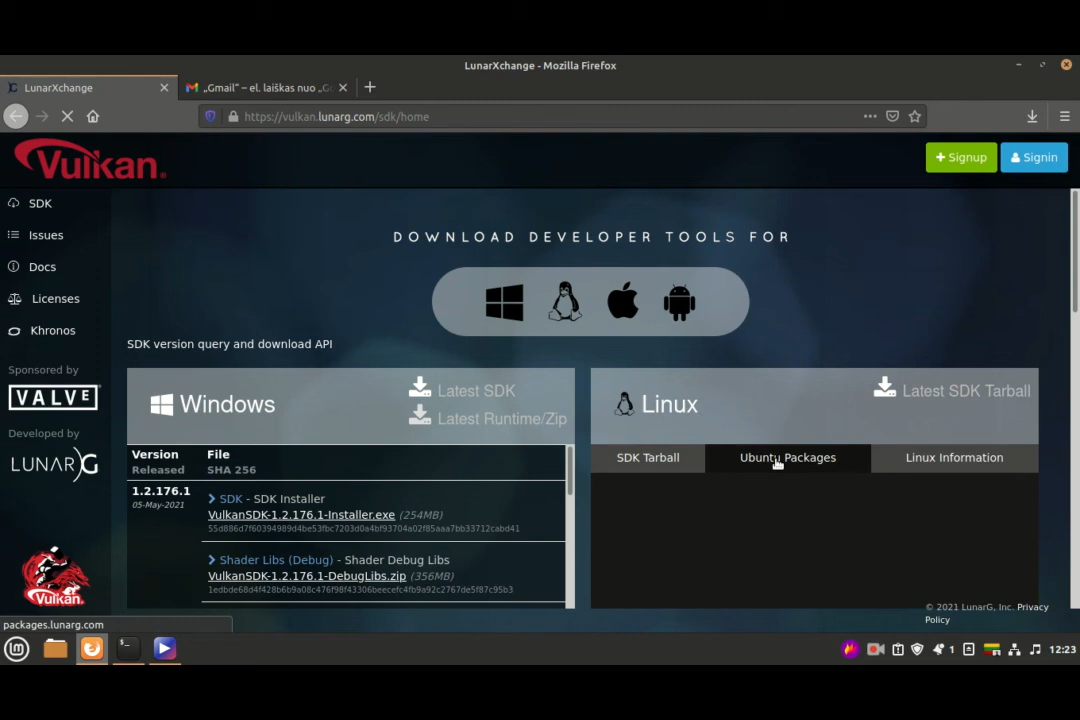 LunarXchange - Mozilla Firefox
LunarXchange
„Gmail“ – el. laiškas nuo „G
https://vulkan.lunarg.com/sdk/home
Vulkan.
Signup
Signin
SDK
Issues
Docs
Licenses
Khronos
Sponsored by
VALVE
Developed by
LUNARG
Vulkan
DOWNLOAD DEVELOPER TOOLS FOR
SDK version query and download API
Windows
Latest SDK
Latest Runtime/Zip
Version
File
Released
SHA 256
1.2.176.1
05-May-2021
SDK - SDK Installer
VulkanSDK-1.2.176.1-Installer.exe (254MB)
55d886d7f60394989d4be53fbc7203d0a4bf93704a02f85aaa7bb33712cabd41
Shader Libs (Debug) - Shader Debug Libs
VulkanSDK-1.2.176.1-DebugLibs.zip (356MB)
1edbde68d4f428b6b9a08c476f98f43306beecefc4fb9a92c2767de5f87c95b3
Linux
Latest SDK Tarball
SDK Tarball
Ubuntu Packages
Linux Information
© 2021 LunarG, Inc. Privacy
Policy
packages.lunarg.com
1
12:23